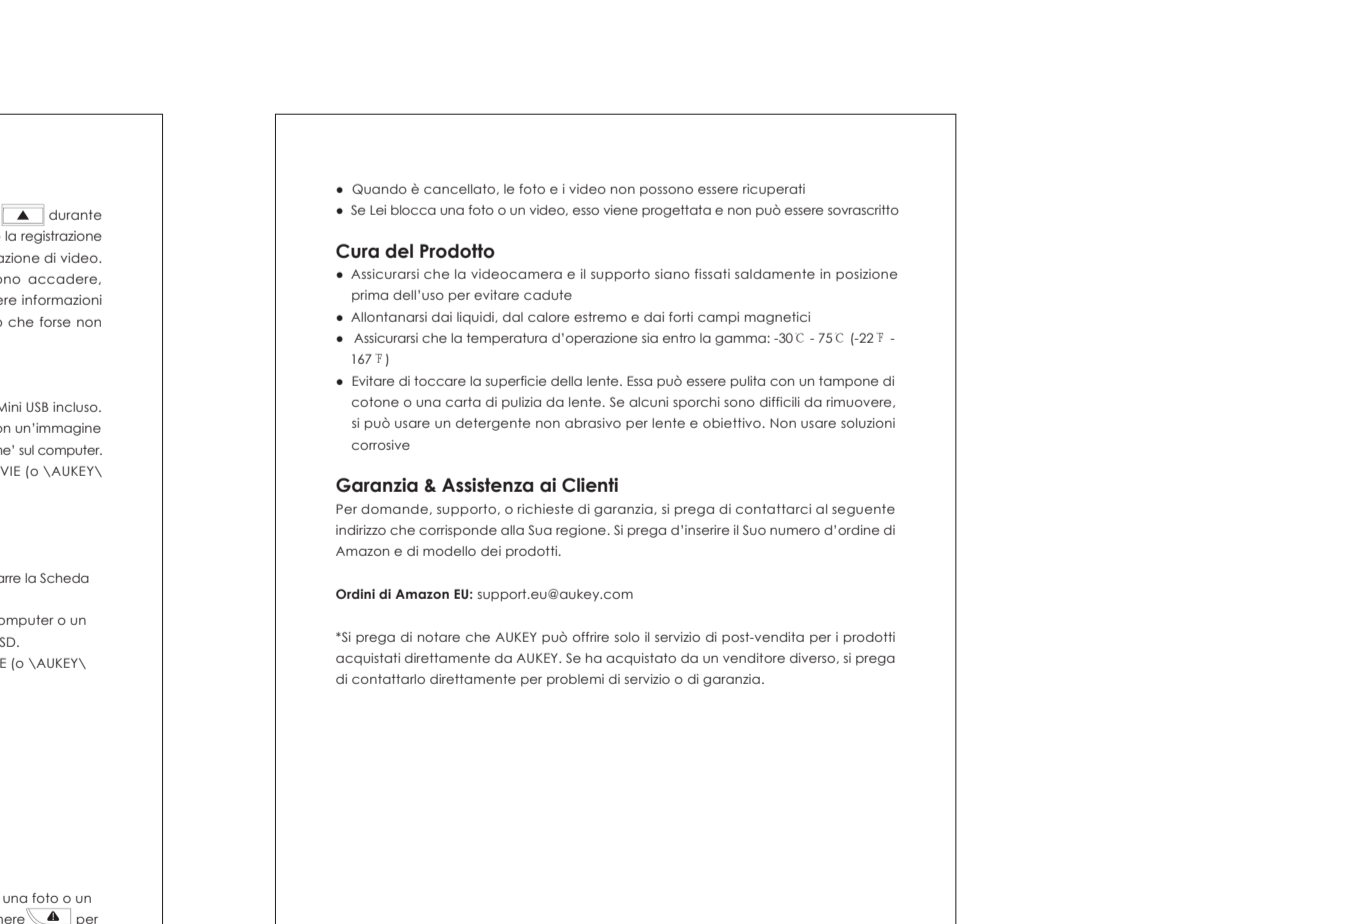 durante
la registrazione
azione di video.
ono accadere,
ere informazioni
che forse non
Mini USB incluso.
on un'immagine
ne' sul computer.
VIE (o \AUKEY\
arre la Scheda
omputer o un
SD.
E (o \AUKEY\
una foto o un
nere per
● Quando è cancellato, le foto e i video non possono essere ricuperati
● Se Lei blocca una foto o un video, esso viene progettata e non può essere sovrascritto
Cura del Prodotto
● Assicurarsi che la videocamera e il supporto siano fissati saldamente in posizione
prima dell'uso per evitare cadute
● Allontanarsi dai liquidi, dal calore estremo e dai forti campi magnetici
● Assicurarsi che la temperatura d'operazione sia entro la gamma: -30℃ - 75℃ (-22℉ -
167℉)
● Evitare di toccare la superficie della lente. Essa può essere pulita con un tampone di
cotone o una carta di pulizia da lente. Se alcuni sporchi sono difficili da rimuovere,
si può usare un detergente non abrasivo per lente e obiettivo. Non usare soluzioni
corrosive
Garanzia & Assistenza ai Clienti
Per domande, supporto, o richieste di garanzia, si prega di contattarci al seguente
indirizzo che corrisponde alla Sua regione. Si prega d'inserire il Suo numero d'ordine di
Amazon e di modello dei prodotti.
Ordini di Amazon EU: support.eu@aukey.com
*Si prega di notare che AUKEY può offrire solo il servizio di post-vendita per i prodotti
acquistati direttamente da AUKEY. Se ha acquistato da un venditore diverso, si prega
di contattarlo direttamente per problemi di servizio o di garanzia.